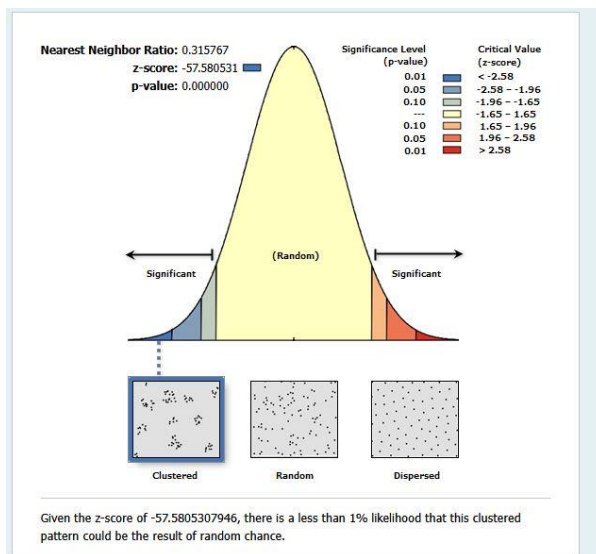 Nearest Neighbor Ratio: 0.315767
z-score: -57.580531
p-value: 0.000000
Significance Level
(p-value)
Critical Value
(z-score)
0.01 < -2.58
0.05 -2.58 – -1.96
0.10 -1.96 – -1.65
--- -1.65 – 1.65
0.10 1.65 – 1.96
0.05 1.96 – 2.58
0.01 > 2.58
(Random)
Significant
Significant
Clustered
Random
Dispersed
Given the z-score of -57.5805307946, there is a less than 1% likelihood that this clustered
pattern could be the result of random chance.